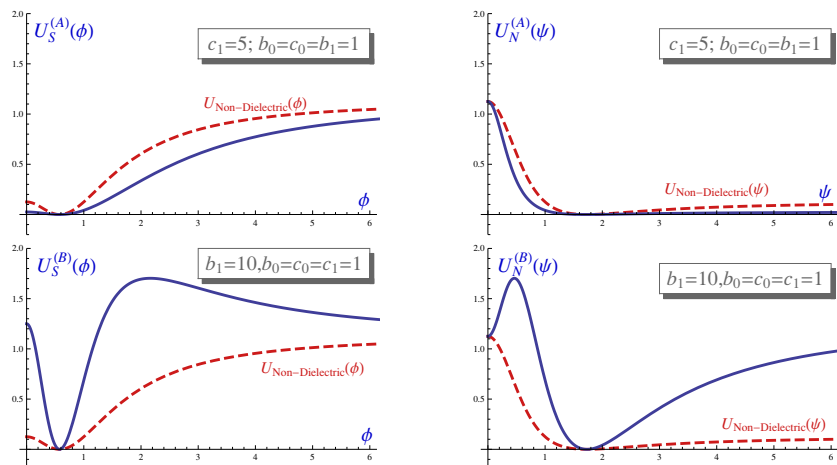 U_S^(A)(ϕ)
c₁=5; b₀=c₀=b₁=1
U_Non−Dielectric(ϕ)
ϕ
2.0
1.5
1.0
0.5
0 1 2 3 4 5 6
U_N^(A)(ψ)
c₁=5; b₀=c₀=b₁=1
U_Non−Dielectric(ψ)
ψ
2.0
1.5
1.0
0.5
0 1 2 3 4 5 6
U_S^(B)(ϕ)
b₁=10,b₀=c₀=c₁=1
U_Non−Dielectric(ϕ)
ϕ
2.0
1.5
1.0
0.5
0 1 2 3 4 5 6
U_N^(B)(ψ)
b₁=10,b₀=c₀=c₁=1
U_Non−Dielectric(ψ)
ψ
2.0
1.5
1.0
0.5
0 1 2 3 4 5 6